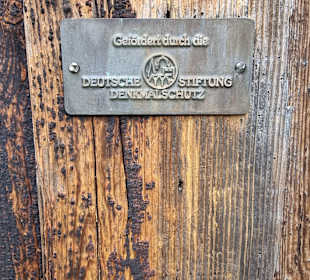 Gefördert durch die
DEUTSCHE STIFTUNG
DENKMALSCHUTZ